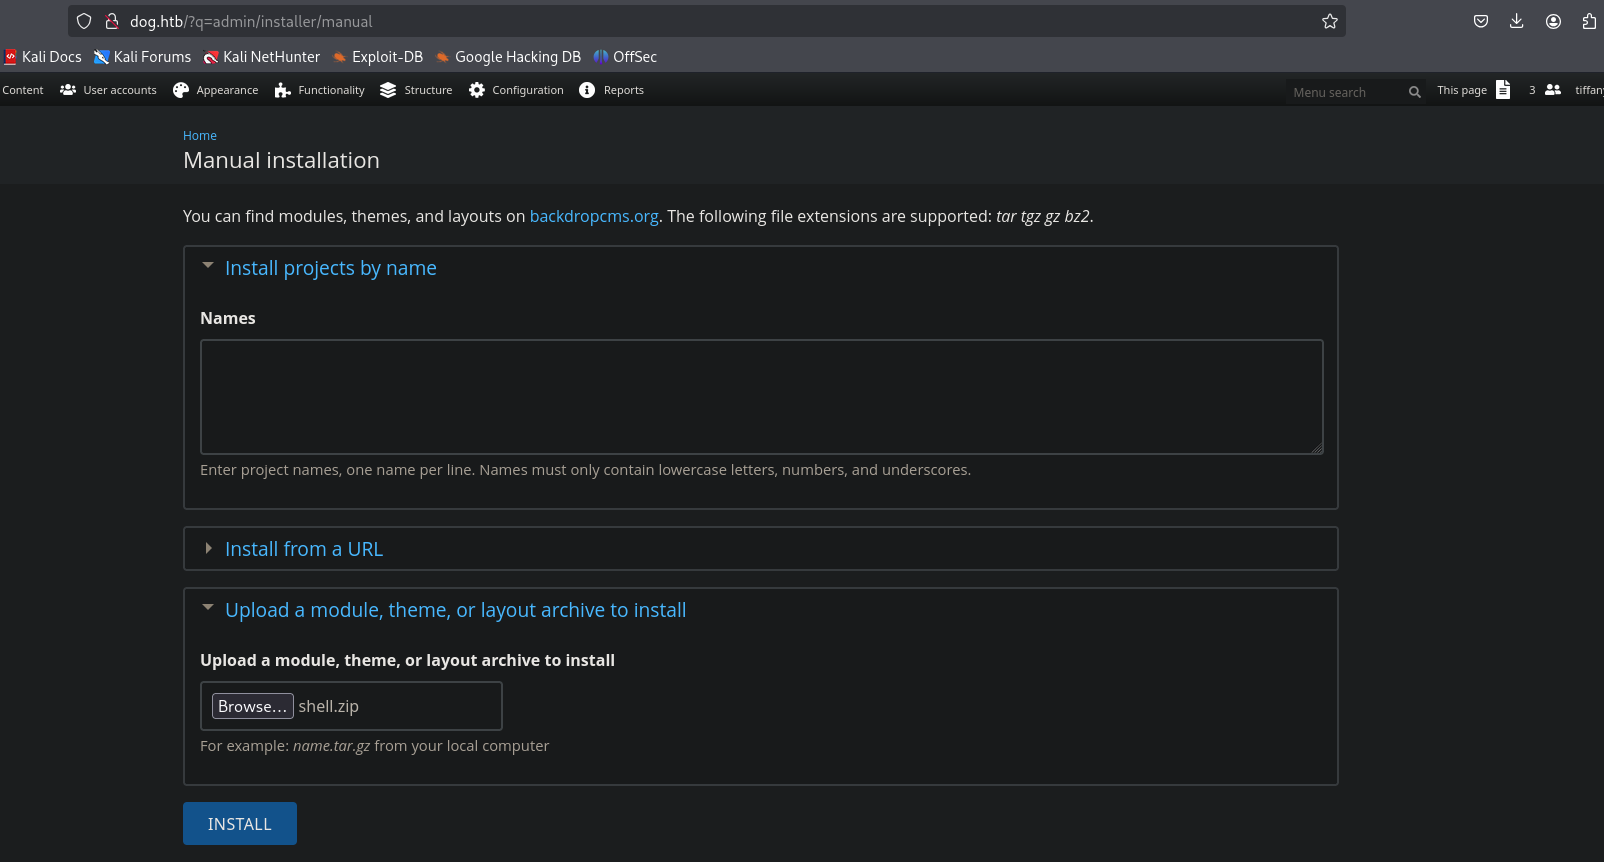 dog.htb/?q=admin/installer/manual
Kali Docs Kali Forums Kali NetHunter Exploit-DB Google Hacking DB OffSec
Content User accounts Appearance Functionality Structure Configuration Reports Menu search This page 3 tiffany
Home
Manual installation
You can find modules, themes, and layouts on backdropcms.org. The following file extensions are supported: tar tgz gz bz2.
Install projects by name
Names
Enter project names, one name per line. Names must only contain lowercase letters, numbers, and underscores.
Install from a URL
Upload a module, theme, or layout archive to install
Upload a module, theme, or layout archive to install
Browse... shell.zip
For example: name.tar.gz from your local computer
INSTALL